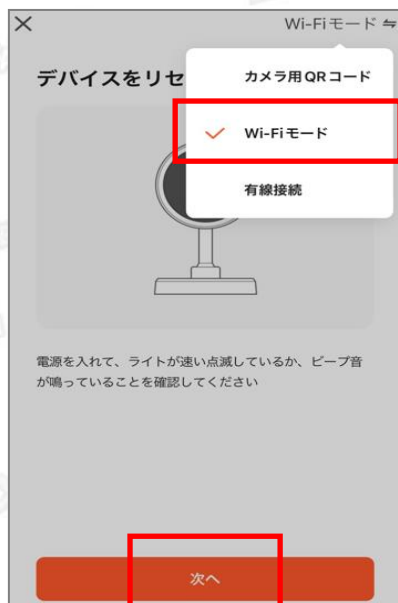 Wi-Fiモード ⇋
デバイスをリセ
カメラ用QRコード
Wi-Fiモード
有線接続
電源を入れて、ライトが速い点滅しているか、ビープ音
が鳴っていることを確認してください
次へ